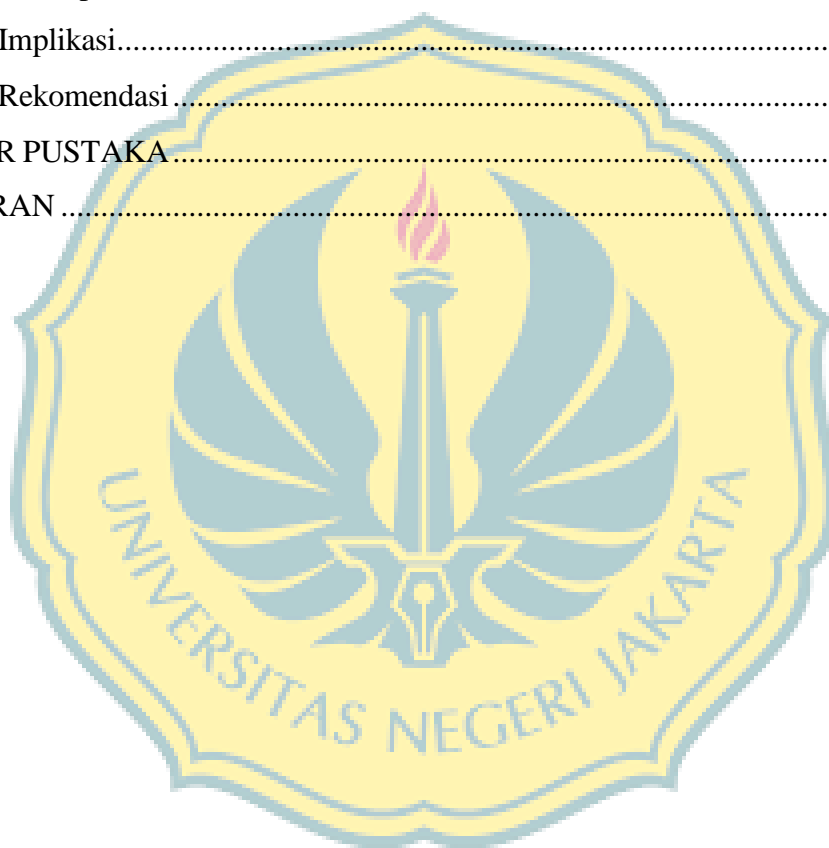 Implikasi
Rekomendasi
R PUSTAKA
RAN
UNIVERSITAS NEGERI JAKARTA